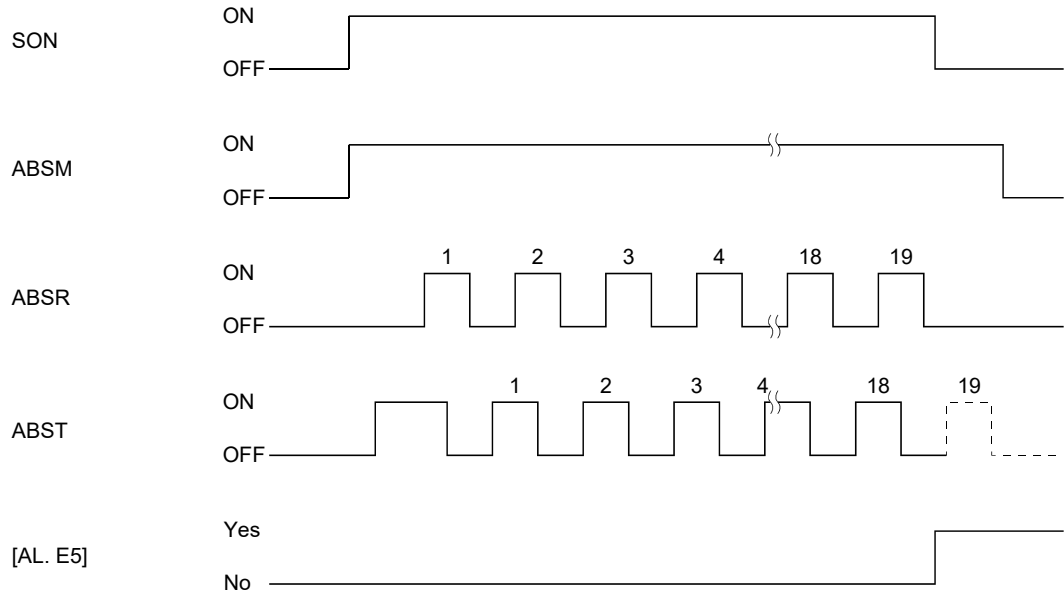 SON
ON
OFF
ABSM
ON
OFF
ABSR
ON
OFF
1 2 3 4 18 19
ABST
ON
OFF
1 2 3 4 18 19
[AL. E5]
Yes
No